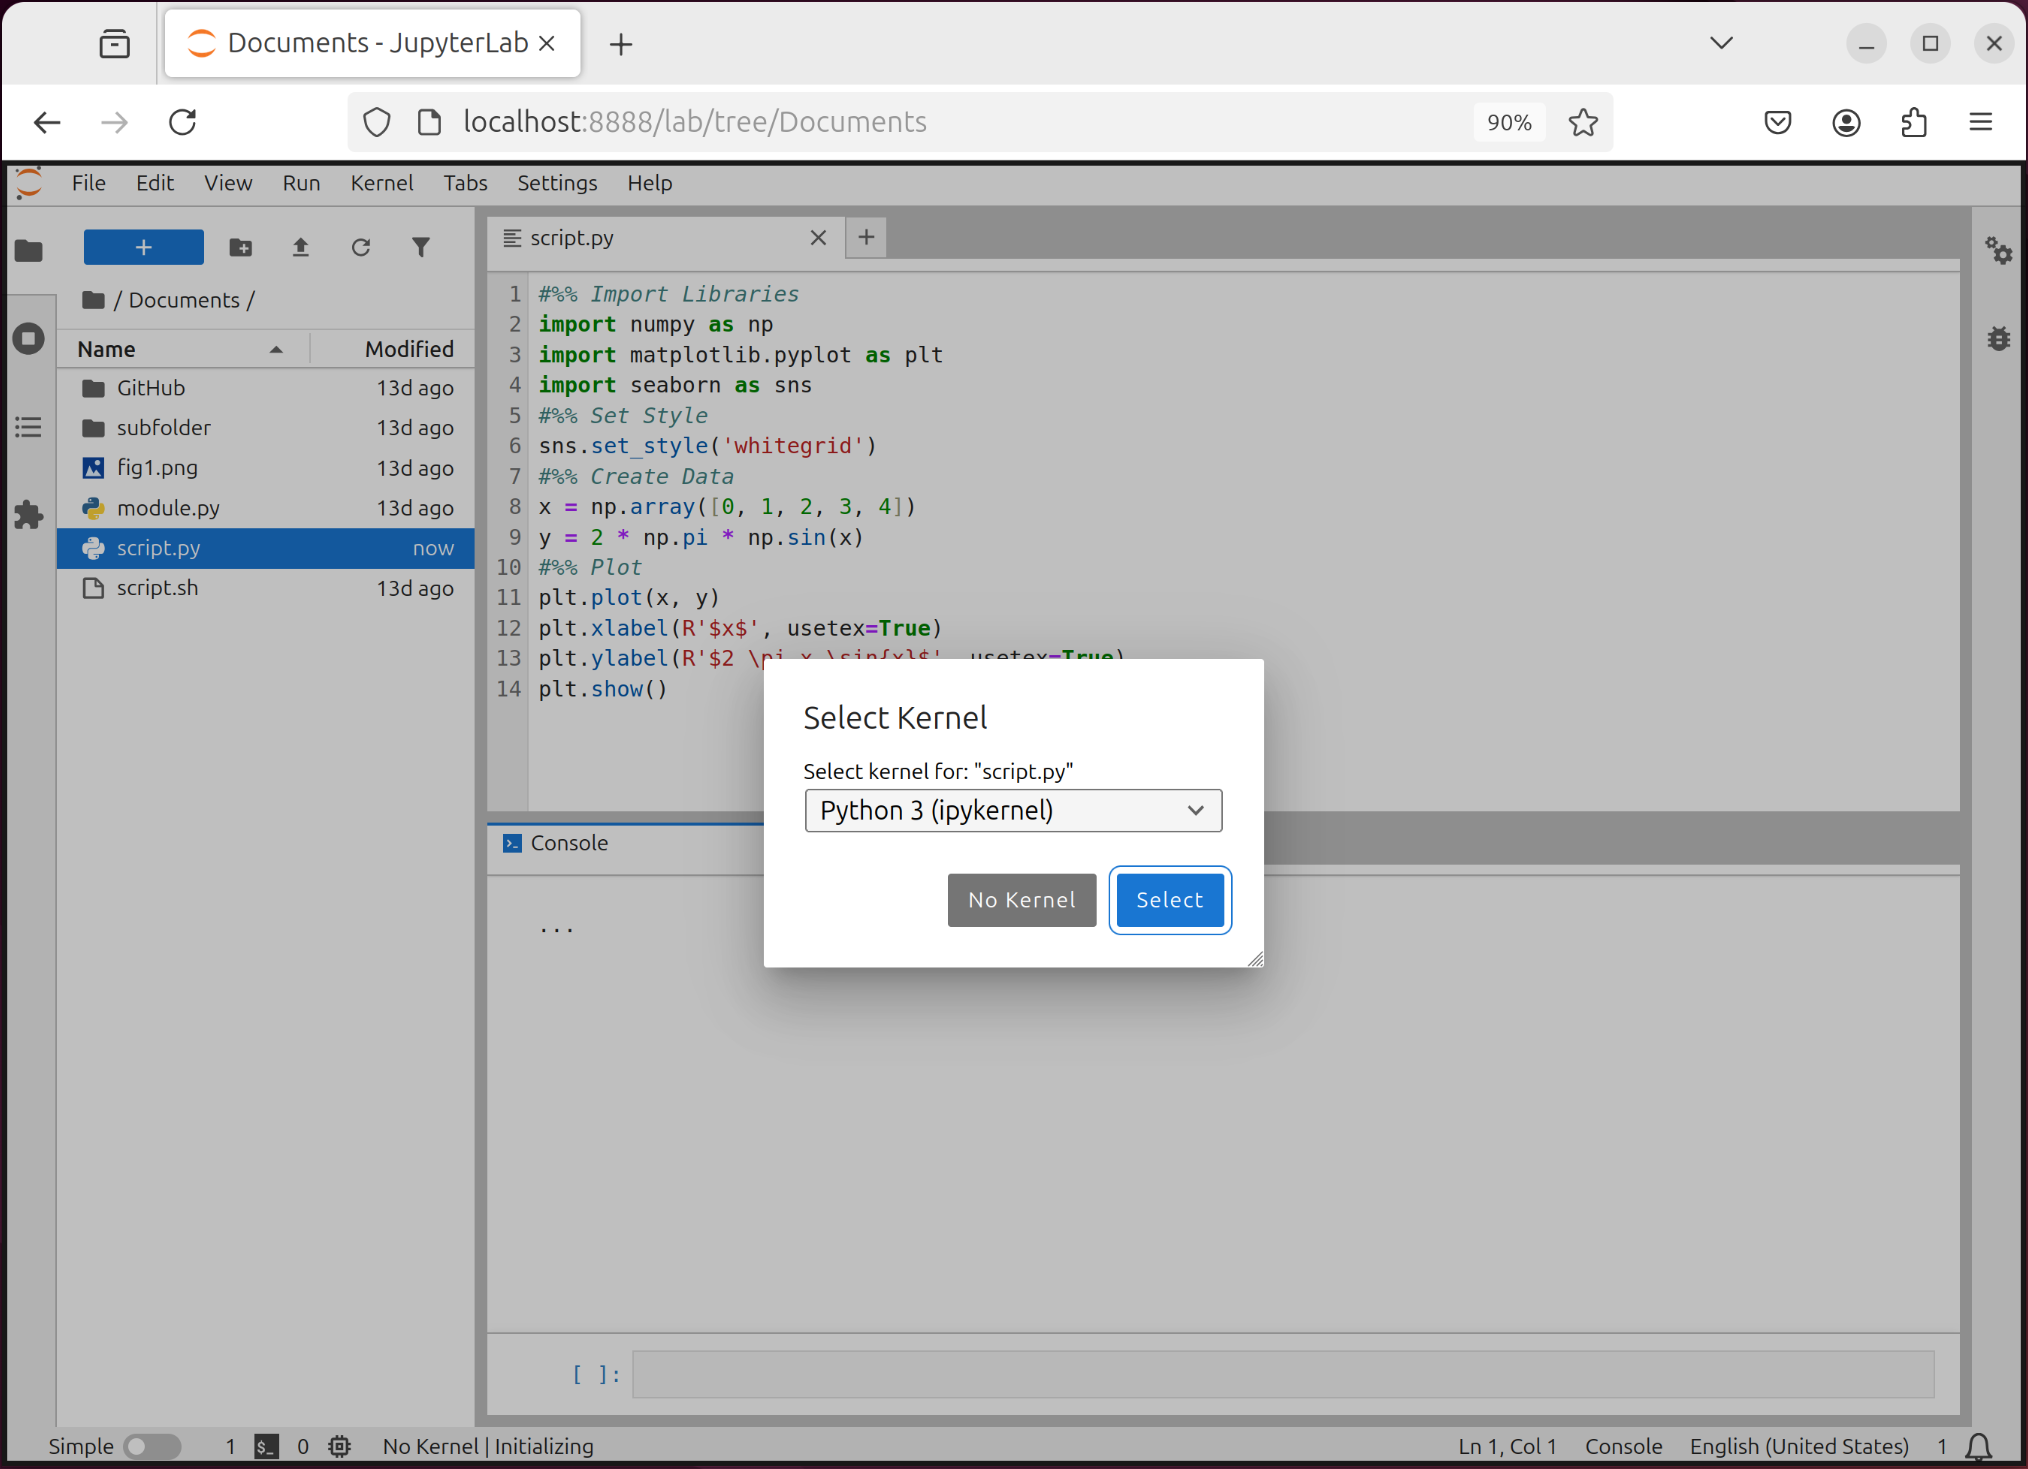 Documents - JupyterLab
localhost:8888/lab/tree/Documents
90%
File Edit View Run Kernel Tabs Settings Help
+
/ Documents /
Name Modified
GitHub 13d ago
subfolder 13d ago
fig1.png 13d ago
module.py 13d ago
script.py now
script.sh 13d ago
script.py
1 #%% Import Libraries
2 import numpy as np
3 import matplotlib.pyplot as plt
4 import seaborn as sns
5 #%% Set Style
6 sns.set_style('whitegrid')
7 #%% Create Data
8 x = np.array([0, 1, 2, 3, 4])
9 y = 2 * np.pi * np.sin(x)
10 #%% Plot
11 plt.plot(x, y)
12 plt.xlabel(R'$x$', usetex=True)
13 plt.ylabel(R'$2 \pi x \sin{x}$', usetex=True)
14 plt.show()
Select Kernel
Select kernel for: "script.py"
Python 3 (ipykernel)
No Kernel Select
Console
...
[ ]:
Simple 1 $_ 0 No Kernel | Initializing Ln 1, Col 1 Console English (United States) 1